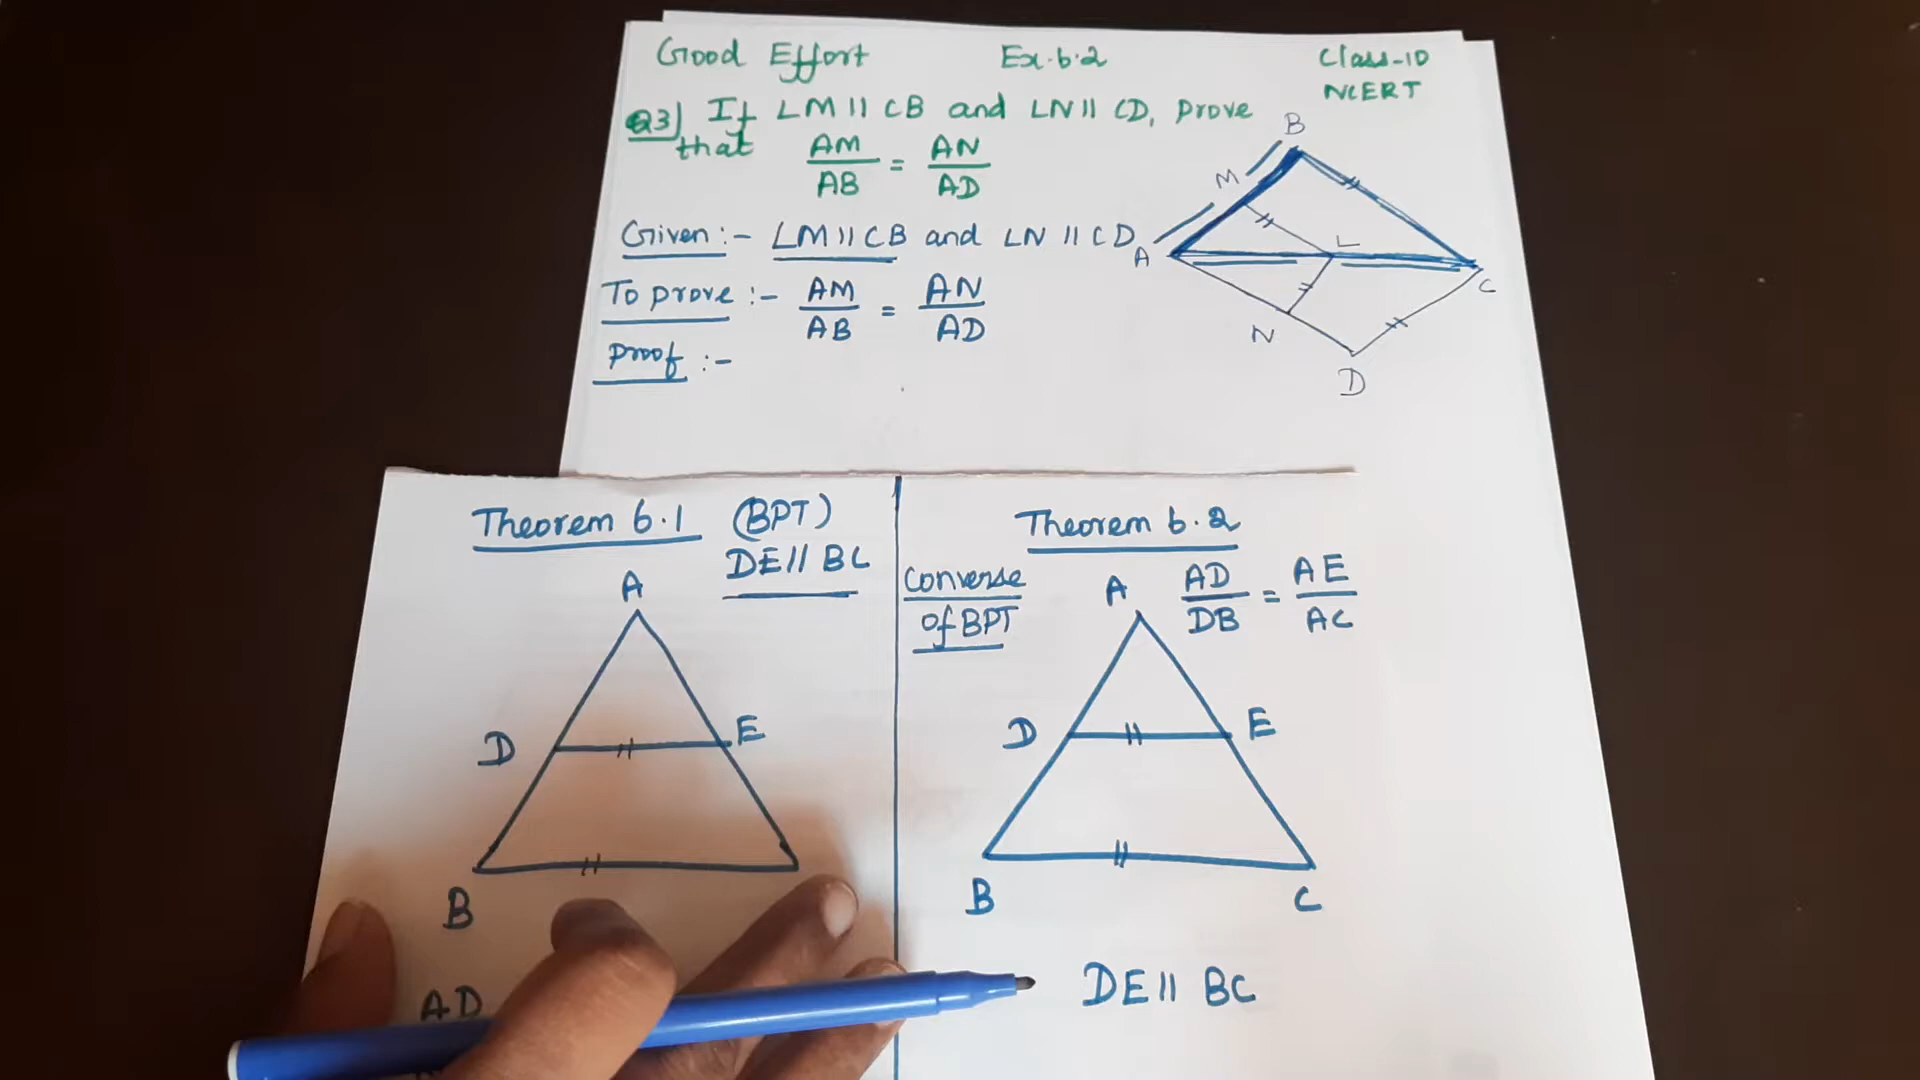 Good Effort Ex.6.2 Class-10
NCERT
Q3) If LM || CB and LN || CD, prove
that AM/AB = AN/AD
Given :- LM || CB and LN || CD
To prove :- AM/AB = AN/AD
Proof :-
B
M
A
L
C
N
D
Theorem 6.1 (BPT)
DE // BC
A
D
E
B
AD
Theorem 6.2
Converse
of BPT
AD/DB = AE/AC
A
D
E
B
C
DE || BC